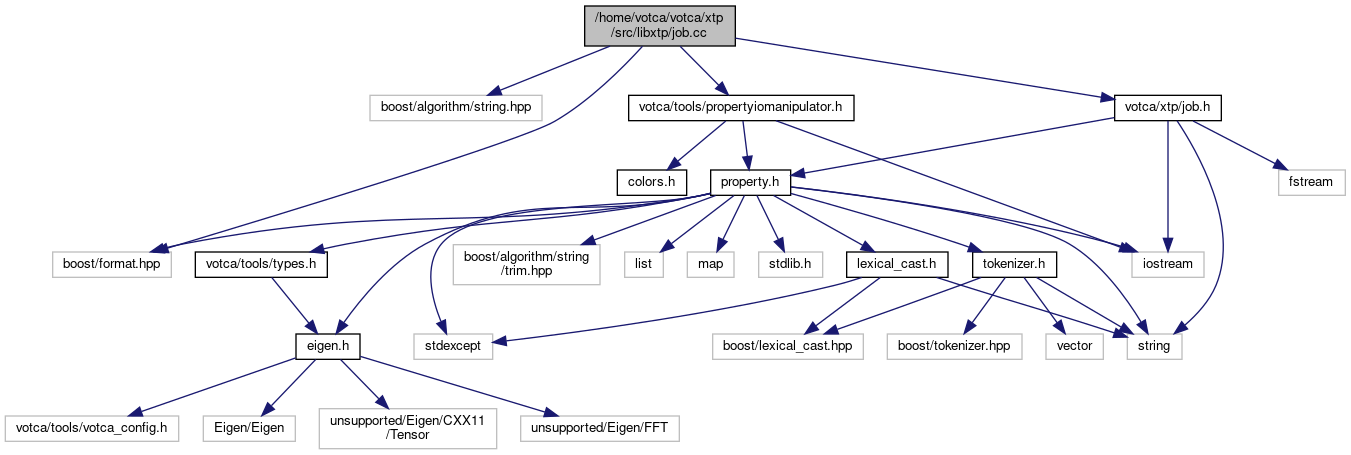 /home/votca/votca/xtp
/src/libxtp/job.cc
boost/algorithm/string.hpp
votca/tools/propertyiomanipulator.h
votca/xtp/job.h
colors.h
property.h
fstream
boost/format.hpp
votca/tools/types.h
boost/algorithm/string
/trim.hpp
list
map
stdlib.h
lexical_cast.h
tokenizer.h
iostream
eigen.h
stdexcept
boost/lexical_cast.hpp
boost/tokenizer.hpp
vector
string
votca/tools/votca_config.h
Eigen/Eigen
unsupported/Eigen/CXX11
/Tensor
unsupported/Eigen/FFT